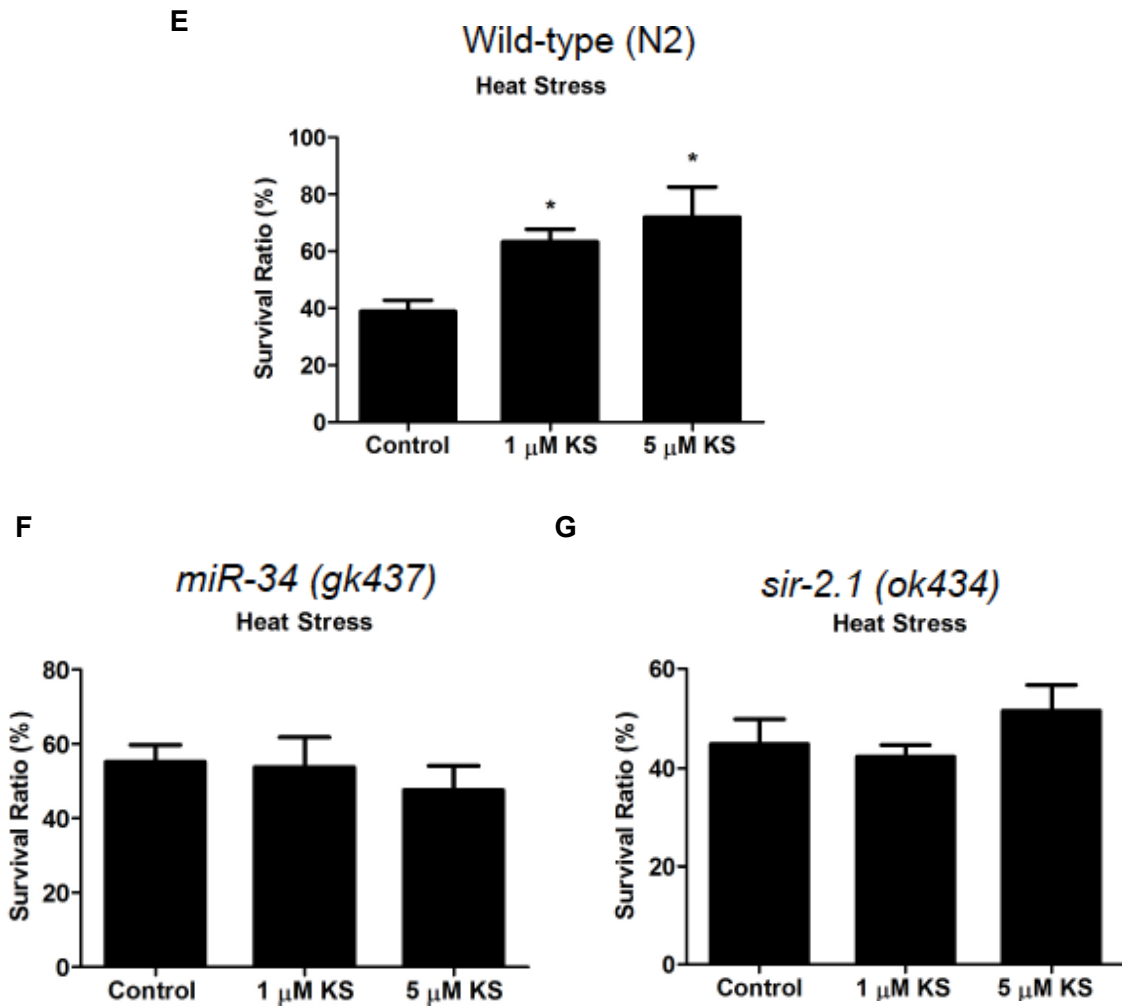 E
Wild-type (N2)
Heat Stress
Survival Ratio (%)
100
80
60
40
20
0
*
*
Control 1 μM KS 5 μM KS
F
miR-34 (gk437)
Heat Stress
Survival Ratio (%)
80
60
40
20
0
Control 1 μM KS 5 μM KS
G
sir-2.1 (ok434)
Heat Stress
Survival Ratio (%)
60
40
20
0
Control 1 μM KS 5 μM KS